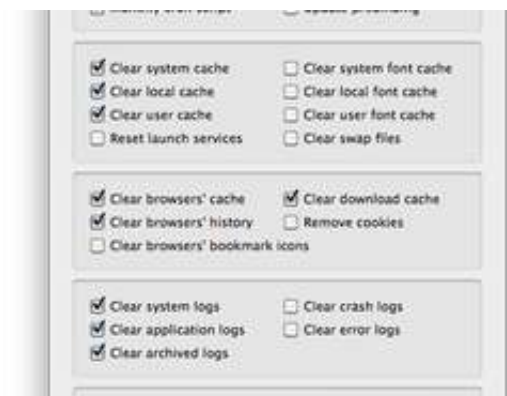 Clear system cache Clear system font cache
Clear local cache Clear local font cache
Clear user cache Clear user font cache
Reset launch services Clear swap files
Clear browsers' cache Clear download cache
Clear browsers' history Remove cookies
Clear browsers' bookmark icons
Clear system logs Clear crash logs
Clear application logs Clear error logs
Clear archived logs